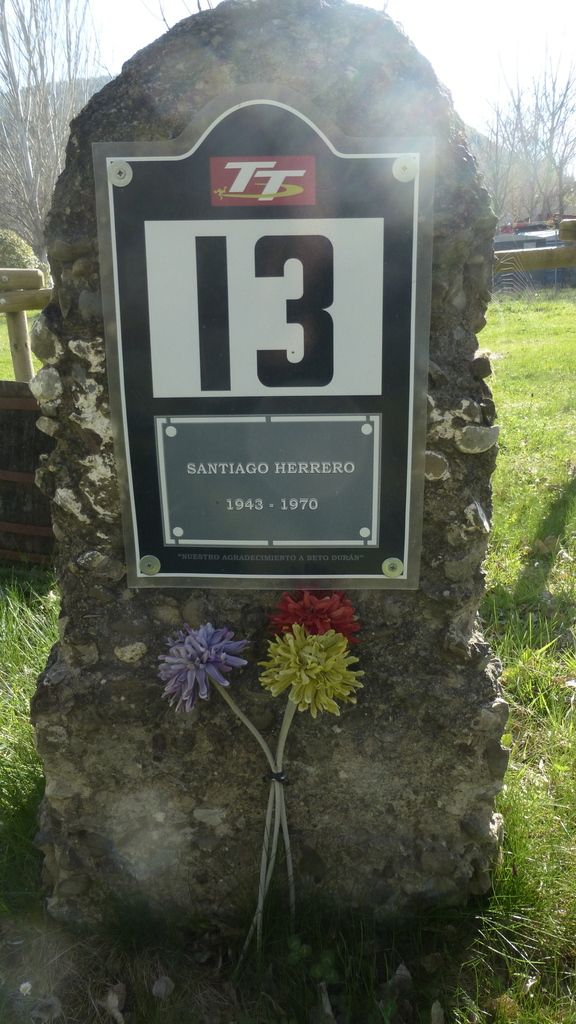 TT
13
SANTIAGO HERRERO
1943 - 1970
"NUESTRO AGRADECIMIENTO A BETO DURÁN"